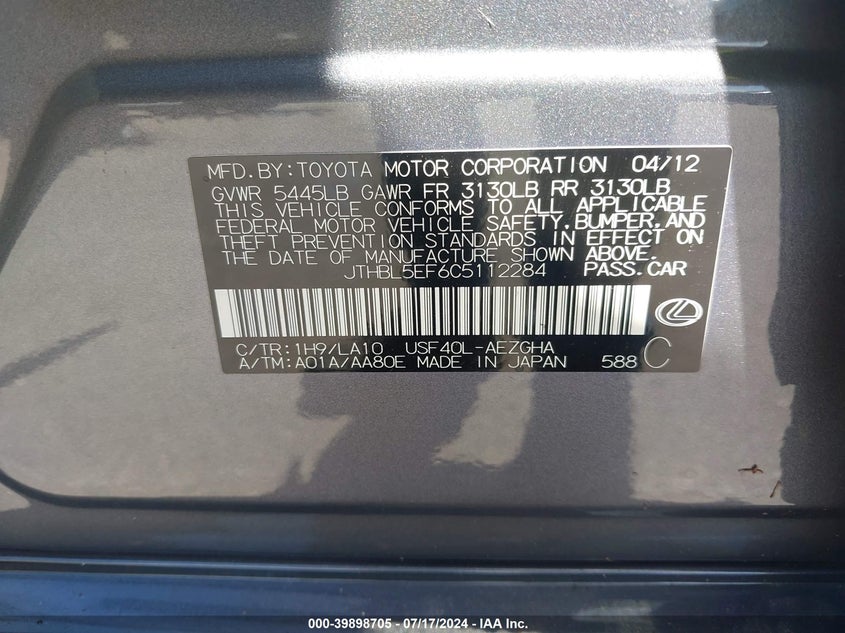 MFD.BY:TOYOTA MOTOR CORPORATION 04/12
GVWR 5445LB GAWR FR 3130LB RR 3130LB
THIS VEHICLE CONFORMS TO ALL APPLICABLE
FEDERAL MOTOR VEHICLE SAFETY,BUMPER,AND
THEFT PREVENTION STANDARDS IN EFFECT ON
THE DATE OF MANUFACTURE SHOWN ABOVE.
JTHBL5EF6C5112284 PASS.CAR
C/TR:1H9/LA10 USF40L-AEZGHA
A/TM:A01A/AA80E MADE IN JAPAN 588 C
000-39898705 - 07/17/2024 - IAA Inc.